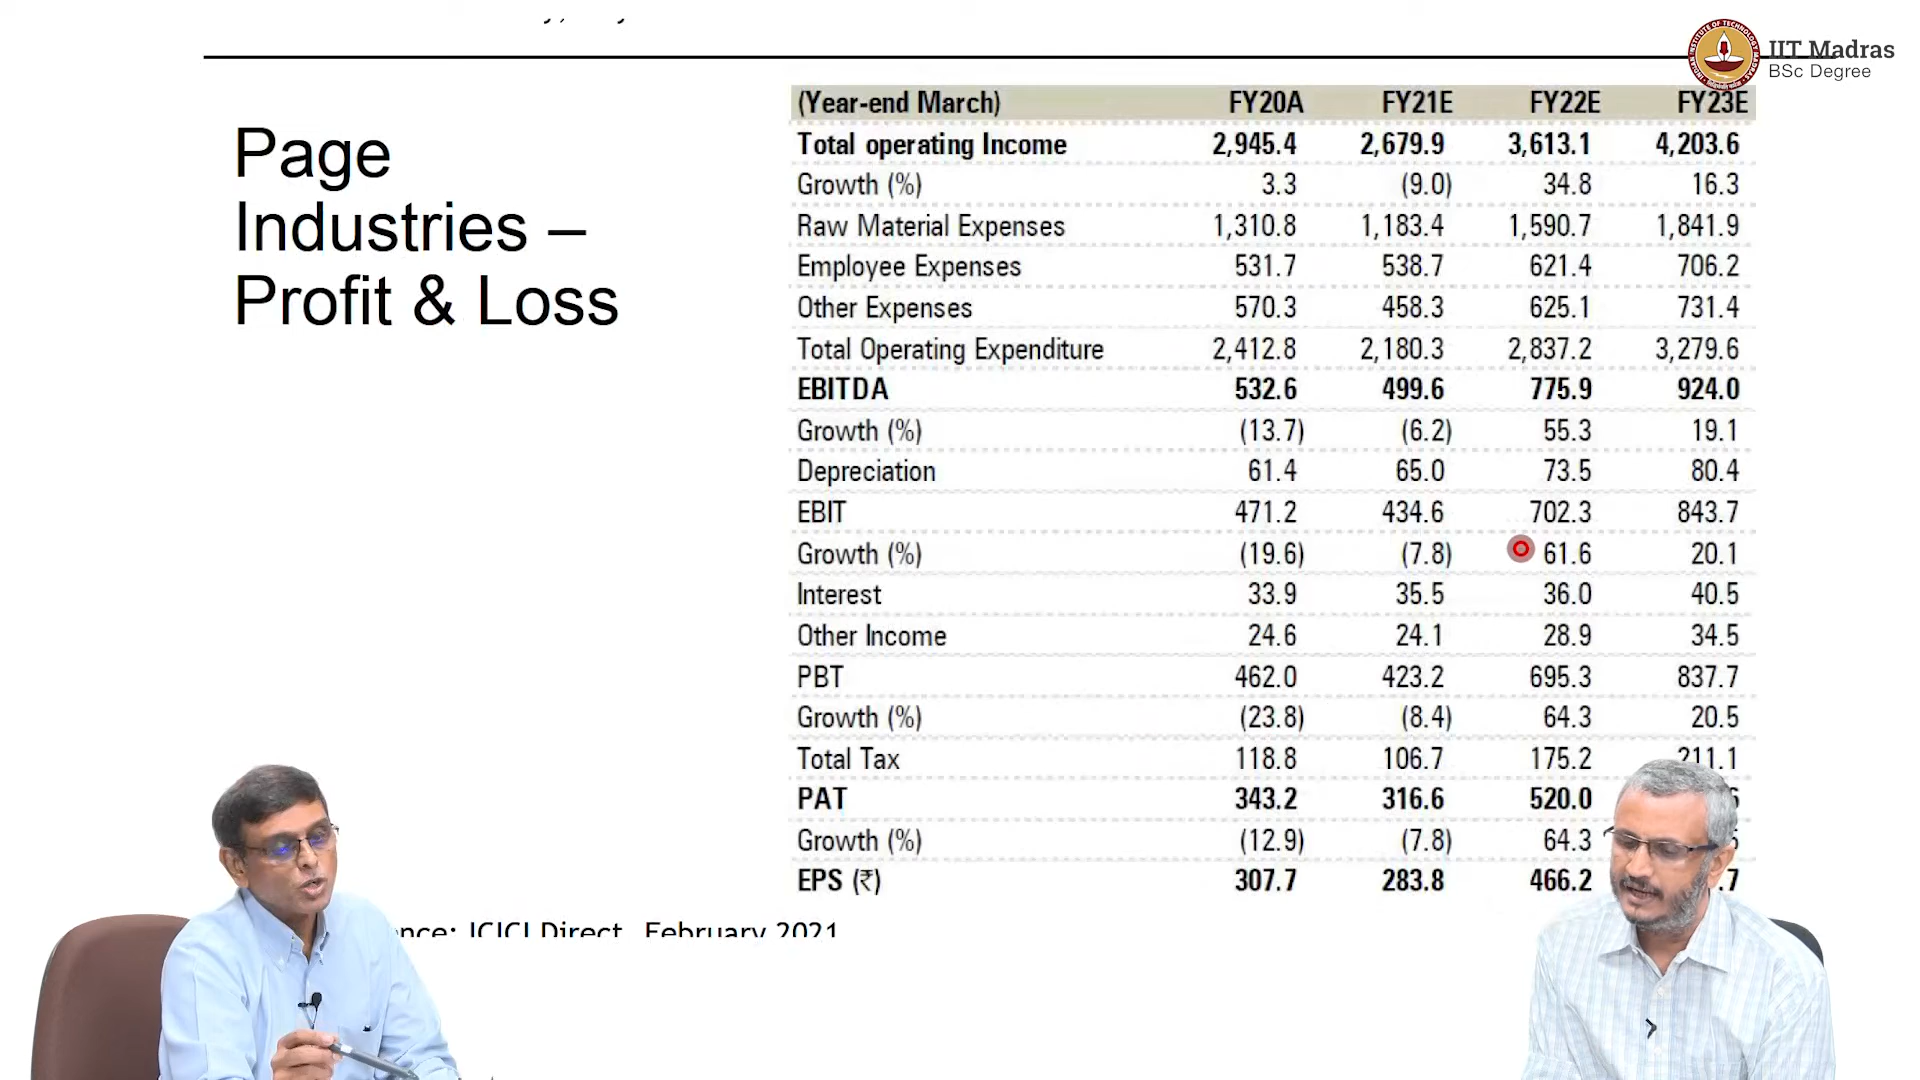 IIT Madras
BSc Degree
Page
Industries –
Profit & Loss
(Year-end March) FY20A FY21E FY22E FY23E
Total operating Income 2,945.4 2,679.9 3,613.1 4,203.6
Growth (%) 3.3 (9.0) 34.8 16.3
Raw Material Expenses 1,310.8 1,183.4 1,590.7 1,841.9
Employee Expenses 531.7 538.7 621.4 706.2
Other Expenses 570.3 458.3 625.1 731.4
Total Operating Expenditure 2,412.8 2,180.3 2,837.2 3,279.6
EBITDA 532.6 499.6 775.9 924.0
Growth (%) (13.7) (6.2) 55.3 19.1
Depreciation 61.4 65.0 73.5 80.4
EBIT 471.2 434.6 702.3 843.7
Growth (%) (19.6) (7.8) 61.6 20.1
Interest 33.9 35.5 36.0 40.5
Other Income 24.6 24.1 28.9 34.5
PBT 462.0 423.2 695.3 837.7
Growth (%) (23.8) (8.4) 64.3 20.5
Total Tax 118.8 106.7 175.2 211.1
PAT 343.2 316.6 520.0
Growth (%) (12.9) (7.8) 64.3
EPS (₹) 307.7 283.8 466.2
ICICI Direct, February 2021